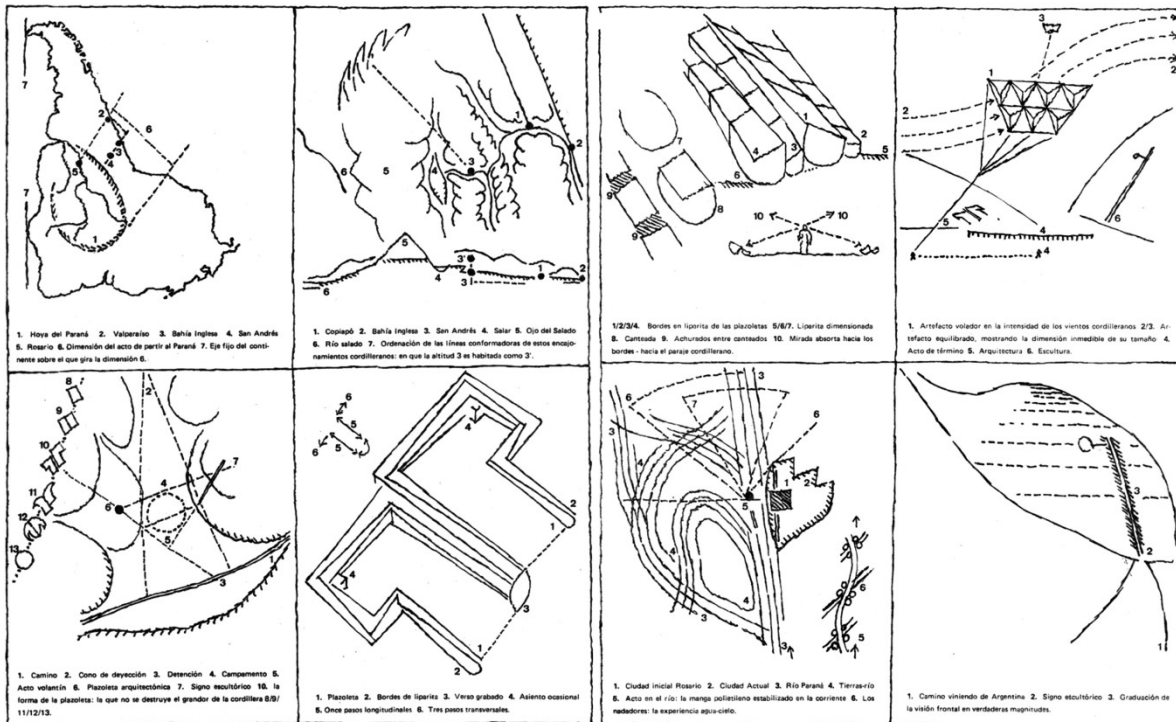 1. Hoya del Paraná 2. Valparaíso 3. Bahía Inglesa 4. San Andrés
5. Rosario 6. Dimensión del acto de partir al Paraná 7. Eje fijo del conti-
nente sobre el que gira la dimensión 6.
1. Copiapó 2. Bahía Inglesa 3. San Andrés 4. Salar 5. Ojo del Salado
6. Río salado 7. Ordenación de las líneas conformadoras de estos encajo-
namientos cordilleranos: en que la altitud 3 es habitada como 3'.
1/2/3/4. Bordes en liparita de las plazoletas 5/6/7. Liparita dimensionada
8. Canteada 9. Achurados entre canteados 10. Mirada absorta hacia los
bordes - hacia el paraje cordillerano.
1. Artefacto volador en la intensidad de los vientos cordilleranos 2/3. Ar-
tefacto equilibrado, mostrando la dimensión inmedible de su tamaño 4.
Acto de término 5. Arquitectura 6. Escultura.
1. Camino 2. Cono de deyección 3. Detención 4. Campamento 5.
Acto volantín 6. Plazoleta arquitectónica 7. Signo escultórico 10. la
forma de la plazoleta: la que no se destruye el grandor de la cordillera 8/9/
11/12/13.
1. Plazoleta 2. Bordes de liparita 3. Verso grabado 4. Asiento ocasional
5. Once pasos longitudinales 6. Tres pasos transversales.
1. Ciudad inicial Rosario 2. Ciudad Actual 3. Río Paraná 4. Tierras-río
5. Acto en el río: la manga polietileno estabilizado en la corriente 6. Los
nadadores: la experiencia agua-cielo.
1. Camino viniendo de Argentina 2. Signo escultórico 3. Graduación de
la visión frontal en verdaderas magnitudes.